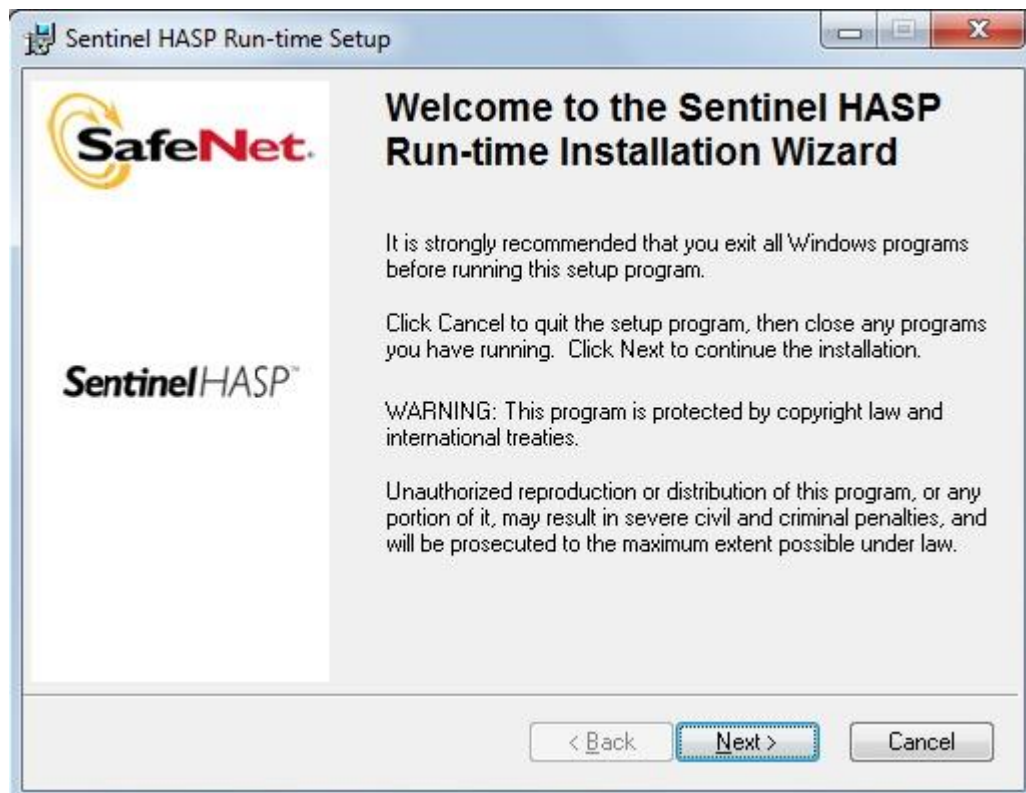 Sentinel HASP Run-time Setup
SafeNet.
Sentinel HASP™
Welcome to the Sentinel HASP
Run-time Installation Wizard
It is strongly recommended that you exit all Windows programs
before running this setup program.
Click Cancel to quit the setup program, then close any programs
you have running.  Click Next to continue the installation.
WARNING: This program is protected by copyright law and
international treaties.
Unauthorized reproduction or distribution of this program, or any
portion of it, may result in severe civil and criminal penalties, and
will be prosecuted to the maximum extent possible under law.
< Back
Next >
Cancel